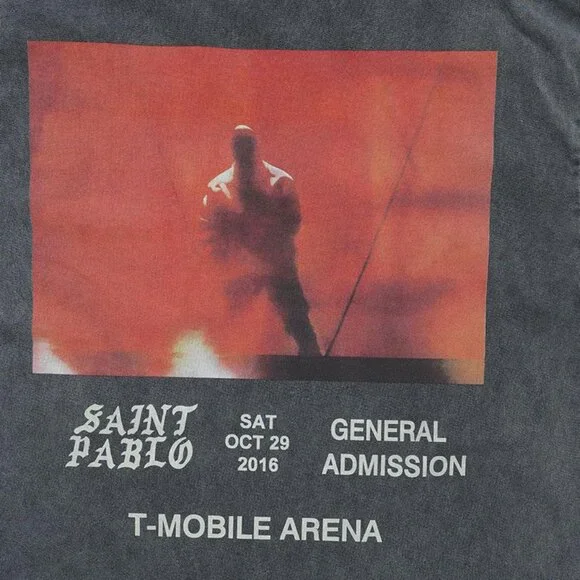 SAINT
PABLO
SAT
OCT 29
2016
GENERAL
ADMISSION
T-MOBILE ARENA